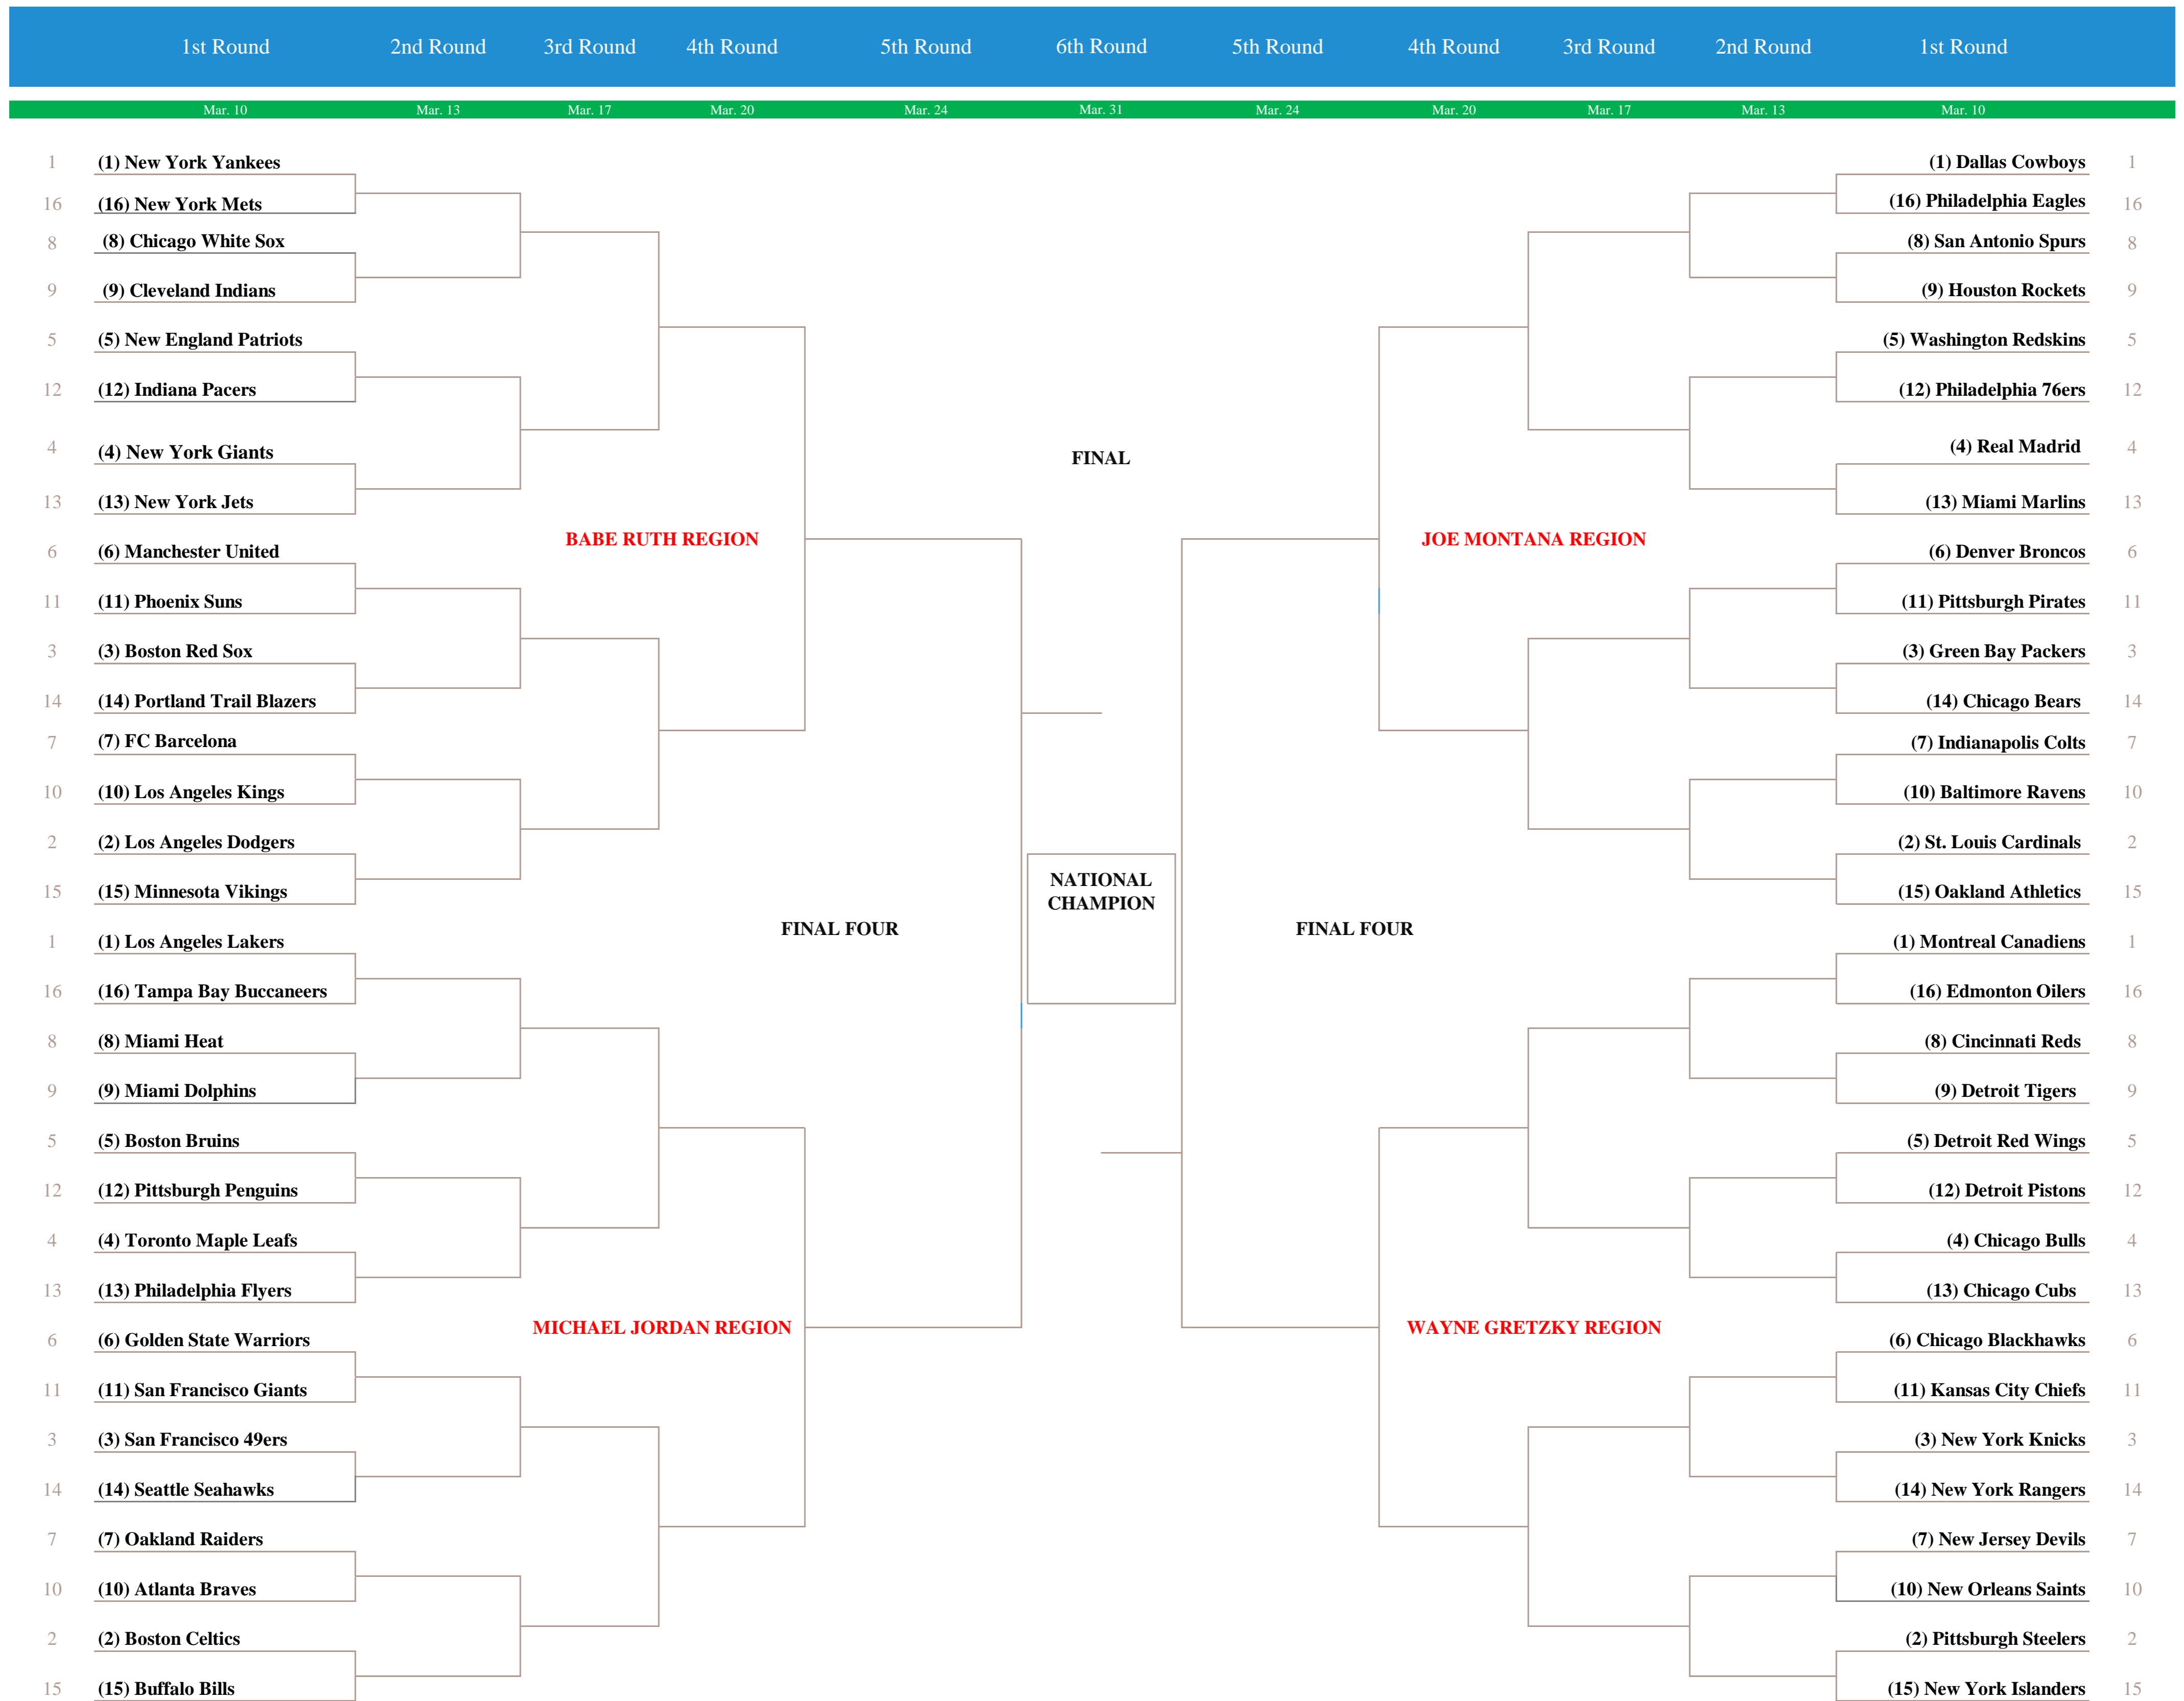 1st Round 2nd Round 3rd Round 4th Round 5th Round 6th Round 5th Round 4th Round 3rd Round 2nd Round 1st Round
Mar. 10 Mar. 13 Mar. 17 Mar. 20 Mar. 24 Mar. 31 Mar. 24 Mar. 20 Mar. 17 Mar. 13 Mar. 10
1 (1) New York Yankees (1) Dallas Cowboys 1
16 (16) New York Mets (16) Philadelphia Eagles 16
8 (8) Chicago White Sox (8) San Antonio Spurs 8
9 (9) Cleveland Indians (9) Houston Rockets 9
5 (5) New England Patriots (5) Washington Redskins 5
12 (12) Indiana Pacers (12) Philadelphia 76ers 12
4 (4) New York Giants (4) Real Madrid 4
FINAL
13 (13) New York Jets (13) Miami Marlins 13
BABE RUTH REGION JOE MONTANA REGION
6 (6) Manchester United (6) Denver Broncos 6
11 (11) Phoenix Suns (11) Pittsburgh Pirates 11
3 (3) Boston Red Sox (3) Green Bay Packers 3
14 (14) Portland Trail Blazers (14) Chicago Bears 14
7 (7) FC Barcelona (7) Indianapolis Colts 7
10 (10) Los Angeles Kings (10) Baltimore Ravens 10
2 (2) Los Angeles Dodgers (2) St. Louis Cardinals 2
15 (15) Minnesota Vikings (15) Oakland Athletics 15
NATIONAL
CHAMPION
FINAL FOUR FINAL FOUR
1 (1) Los Angeles Lakers (1) Montreal Canadiens 1
16 (16) Tampa Bay Buccaneers (16) Edmonton Oilers 16
8 (8) Miami Heat (8) Cincinnati Reds 8
9 (9) Miami Dolphins (9) Detroit Tigers 9
5 (5) Boston Bruins (5) Detroit Red Wings 5
12 (12) Pittsburgh Penguins (12) Detroit Pistons 12
4 (4) Toronto Maple Leafs (4) Chicago Bulls 4
13 (13) Philadelphia Flyers (13) Chicago Cubs 13
MICHAEL JORDAN REGION WAYNE GRETZKY REGION
6 (6) Golden State Warriors (6) Chicago Blackhawks 6
11 (11) San Francisco Giants (11) Kansas City Chiefs 11
3 (3) San Francisco 49ers (3) New York Knicks 3
14 (14) Seattle Seahawks (14) New York Rangers 14
7 (7) Oakland Raiders (7) New Jersey Devils 7
10 (10) Atlanta Braves (10) New Orleans Saints 10
2 (2) Boston Celtics (2) Pittsburgh Steelers 2
15 (15) Buffalo Bills (15) New York Islanders 15